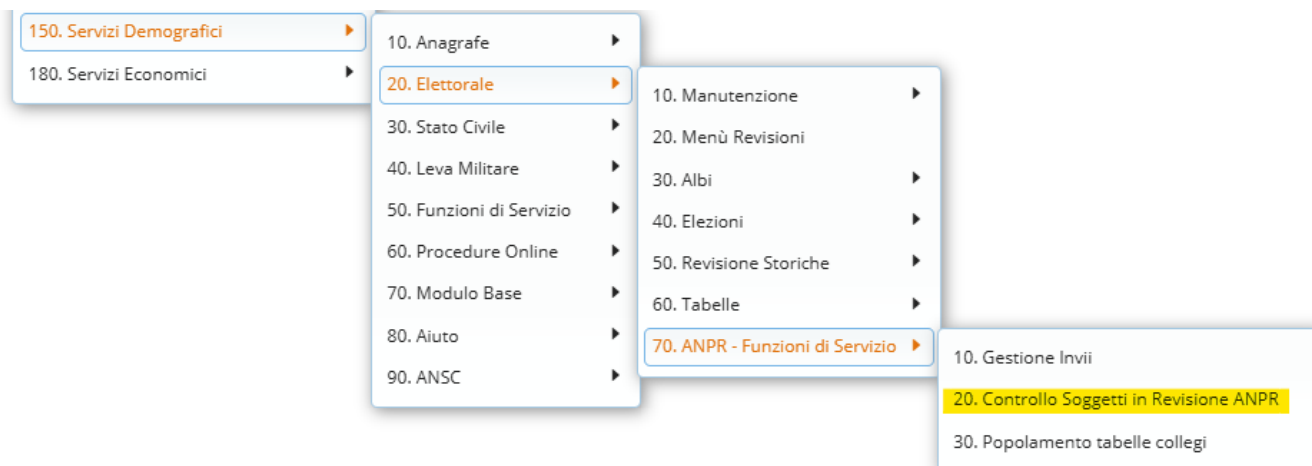 150. Servizi Demografici
180. Servizi Economici
10. Anagrafe
20. Elettorale
30. Stato Civile
40. Leva Militare
50. Funzioni di Servizio
60. Procedure Online
70. Modulo Base
80. Aiuto
90. ANSC
10. Manutenzione
20. Menù Revisioni
30. Albi
40. Elezioni
50. Revisione Storiche
60. Tabelle
70. ANPR - Funzioni di Servizio
10. Gestione Invii
20. Controllo Soggetti in Revisione ANPR
30. Popolamento tabelle collegi